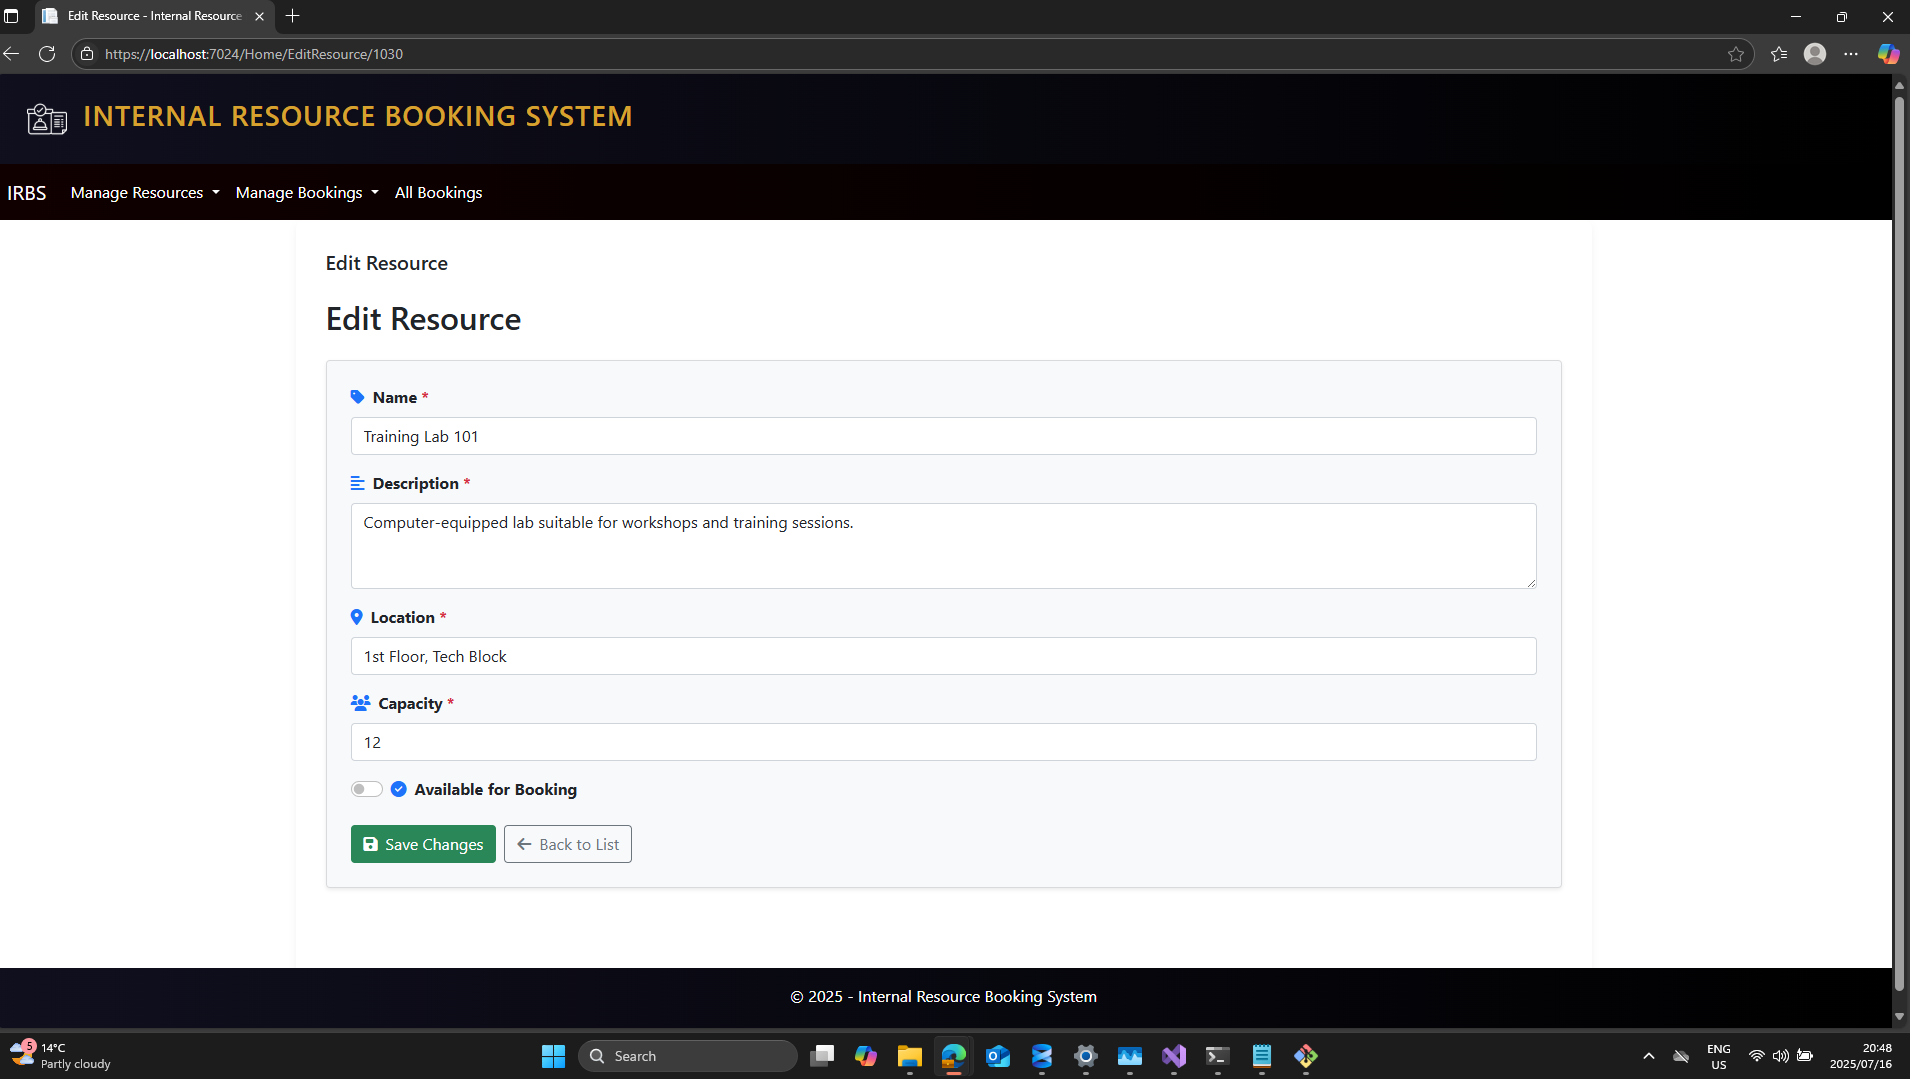 Edit Resource - Internal Resource
https://localhost:7024/Home/EditResource/1030
INTERNAL RESOURCE BOOKING SYSTEM
IRBS Manage Resources Manage Bookings All Bookings
Edit Resource
Edit Resource
Name *
Training Lab 101
Description *
Computer-equipped lab suitable for workshops and training sessions.
Location *
1st Floor, Tech Block
Capacity *
12
Available for Booking
Save Changes Back to List
© 2025 - Internal Resource Booking System
5
14°C
Partly cloudy
Search
ENG
US
20:48
2025/07/16